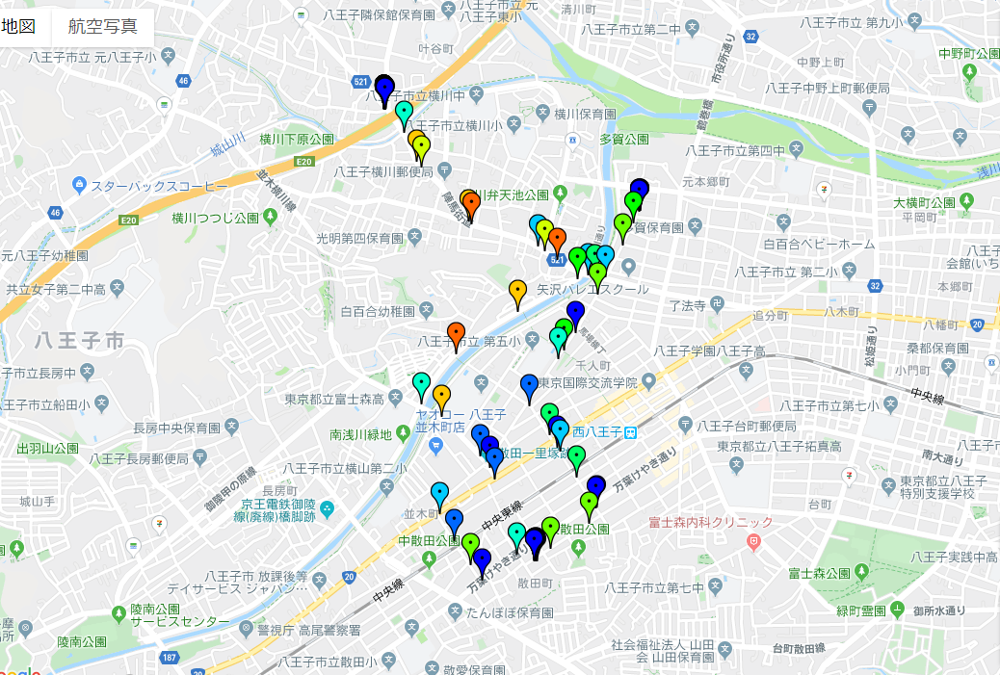 地図
航空写真
八王子隣保館保育園
八王子市立 元
八王子東小
清川町
八王子市立第二中
八王子市立 第九小
32
叶谷町
市役所通り
中野町公園
八王子市立 元八王子小
中野上町
46
521
八王子市立横川中
八王子中野上町郵便局
鶴巻橋
八王子市立横川小
横川保育園
城山川
横川下原公園
多賀公園
E20
八王子市立第四中
浅川
八王子横川郵便局
並木横川線
スターバックスコーヒー
元本郷町
陣馬街道
川弁天池公園
大横町公園
46
横川つつじ公園
E20
平岡町
賀保育園
光明第四保育園
白百合ベビーホーム
元八王子幼稚園
521
八王子市立 第二小
共立女子第二中高
矢沢バレエスクール
32
本郷町
了法寺
白百合幼稚園
追分町
八木町
八幡町
20
八王子市
八王子市立 第五小
馬場横丁
松姫通り
桑都保育園
八王子学園八王子高
千人町
小門町
子市立長房中
東京国際交流学院
中央線
東京都立富士森高
王子市立船田小
八王子市立第七小
ヤオコー 八王子
並木町店
長房中央保育園
南浅川緑地
西八王子
八王子台町郵便局
出羽山公園
散田一里塚
東京都立八王子拓真高
八王子長房郵便局
南大通り
八王子市立横山第二小
万葉けやき通り
御陵甲の原線
長房町
東京都立八王子
特別支援学校
城山手
京王電鉄御陵
線(廃線)橋脚跡
並木町
台町
中央東線
富士森内科クリニック
中散田公園
散田公園
八王子実践中高
万葉けやき通り
八王子市 放課後等
デイサービス ジャパン…
20
散田町
八王子市立第七中
富士森公園
中央線
陵南公園
サービスセンター
たんぽぽ保育園
緑町霊園
御所水通り
警視庁 高尾警察署
陵南公園
社会福祉法人 山田
会 山田保育園
台町散田線
187
八王子市立散田小
敬愛保育園
20